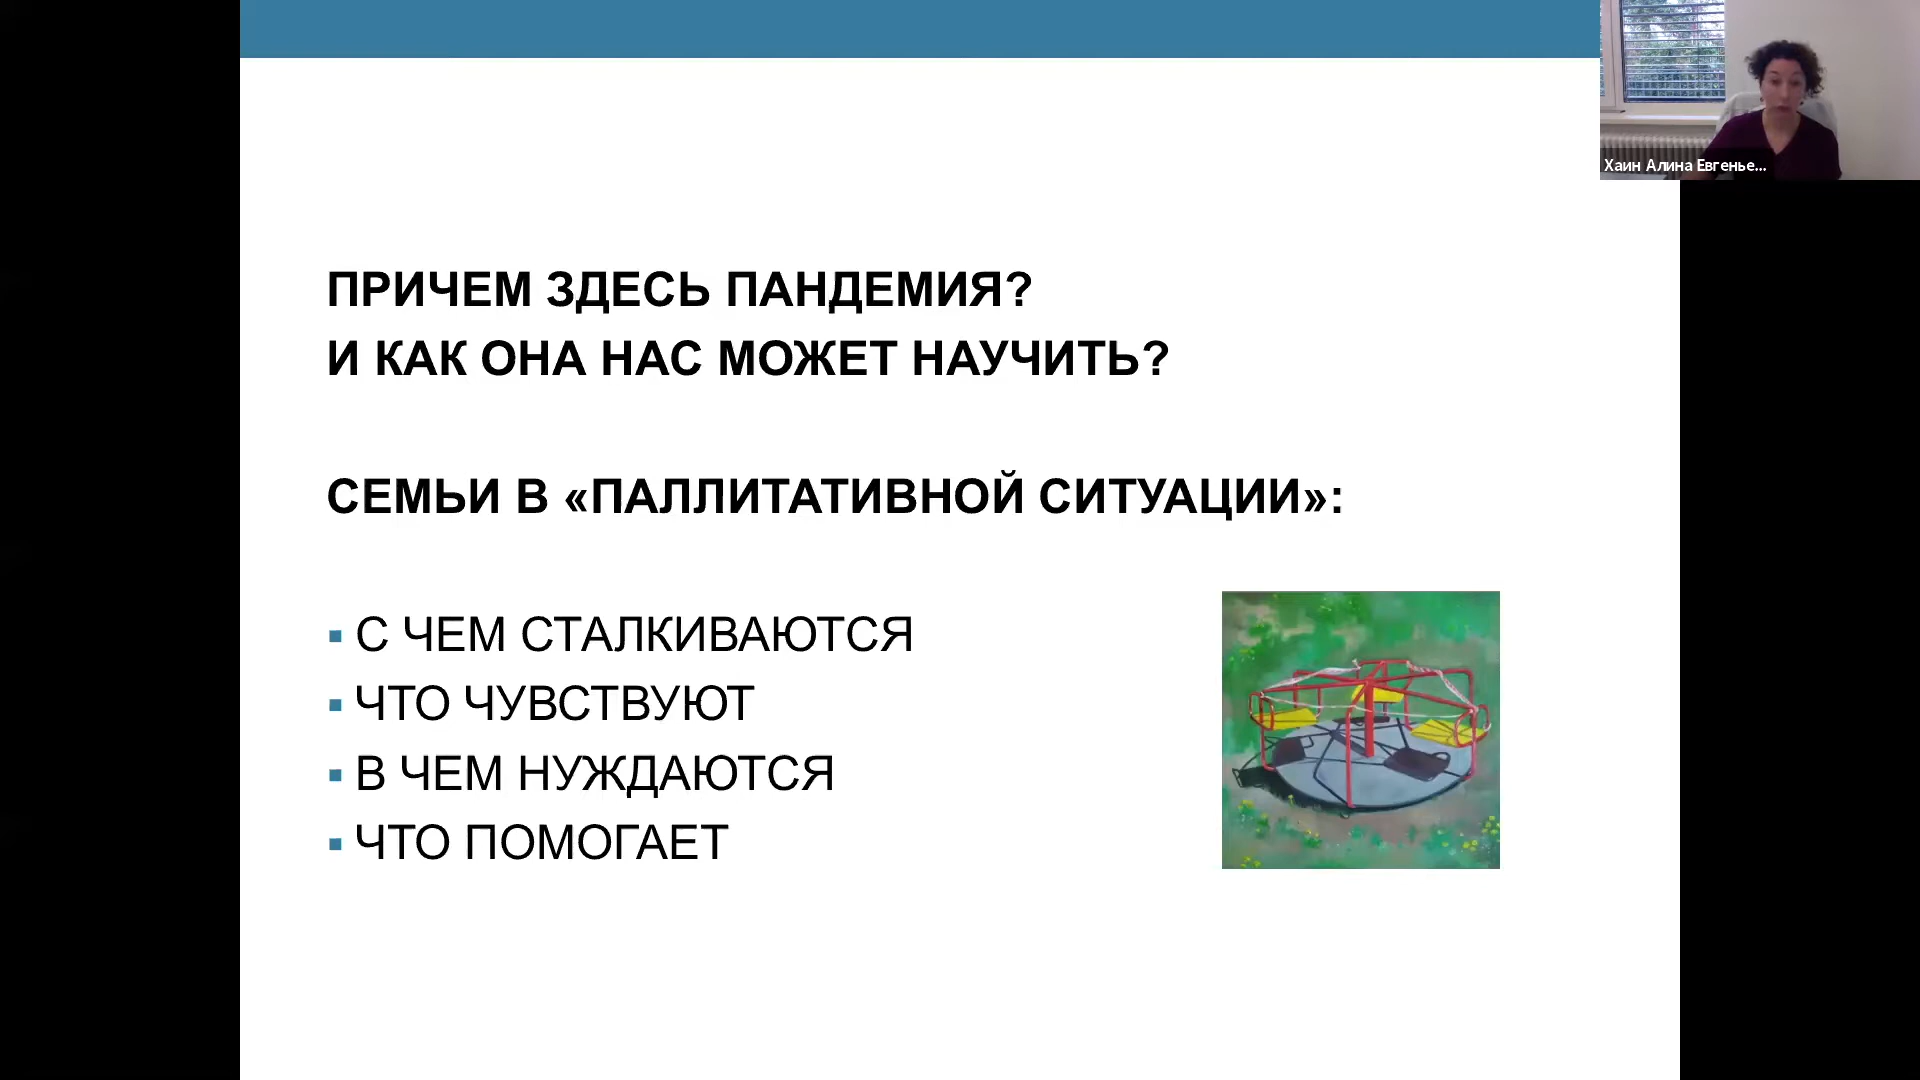 Хаин Алина Евгенье...
ПРИЧЕМ ЗДЕСЬ ПАНДЕМИЯ?
И КАК ОНА НАС МОЖЕТ НАУЧИТЬ?
СЕМЬИ В «ПАЛЛИТАТИВНОЙ СИТУАЦИИ»:
▪ С ЧЕМ СТАЛКИВАЮТСЯ
▪ ЧТО ЧУВСТВУЮТ
▪ В ЧЕМ НУЖДАЮТСЯ
▪ ЧТО ПОМОГАЕТ